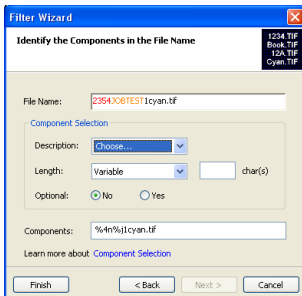 Filter Wizard
Identify the Components in the File Name
1234.TIF
Book.TIF
12A.TIF
Cyan.TIF
File Name: 2354JOBTEST1cyan.tif
Component Selection
Description: Choose...
Length: Variable char(s)
Optional: No Yes
Components: %4n%j1cyan.tif
Learn more about Component Selection
Finish < Back Next > Cancel